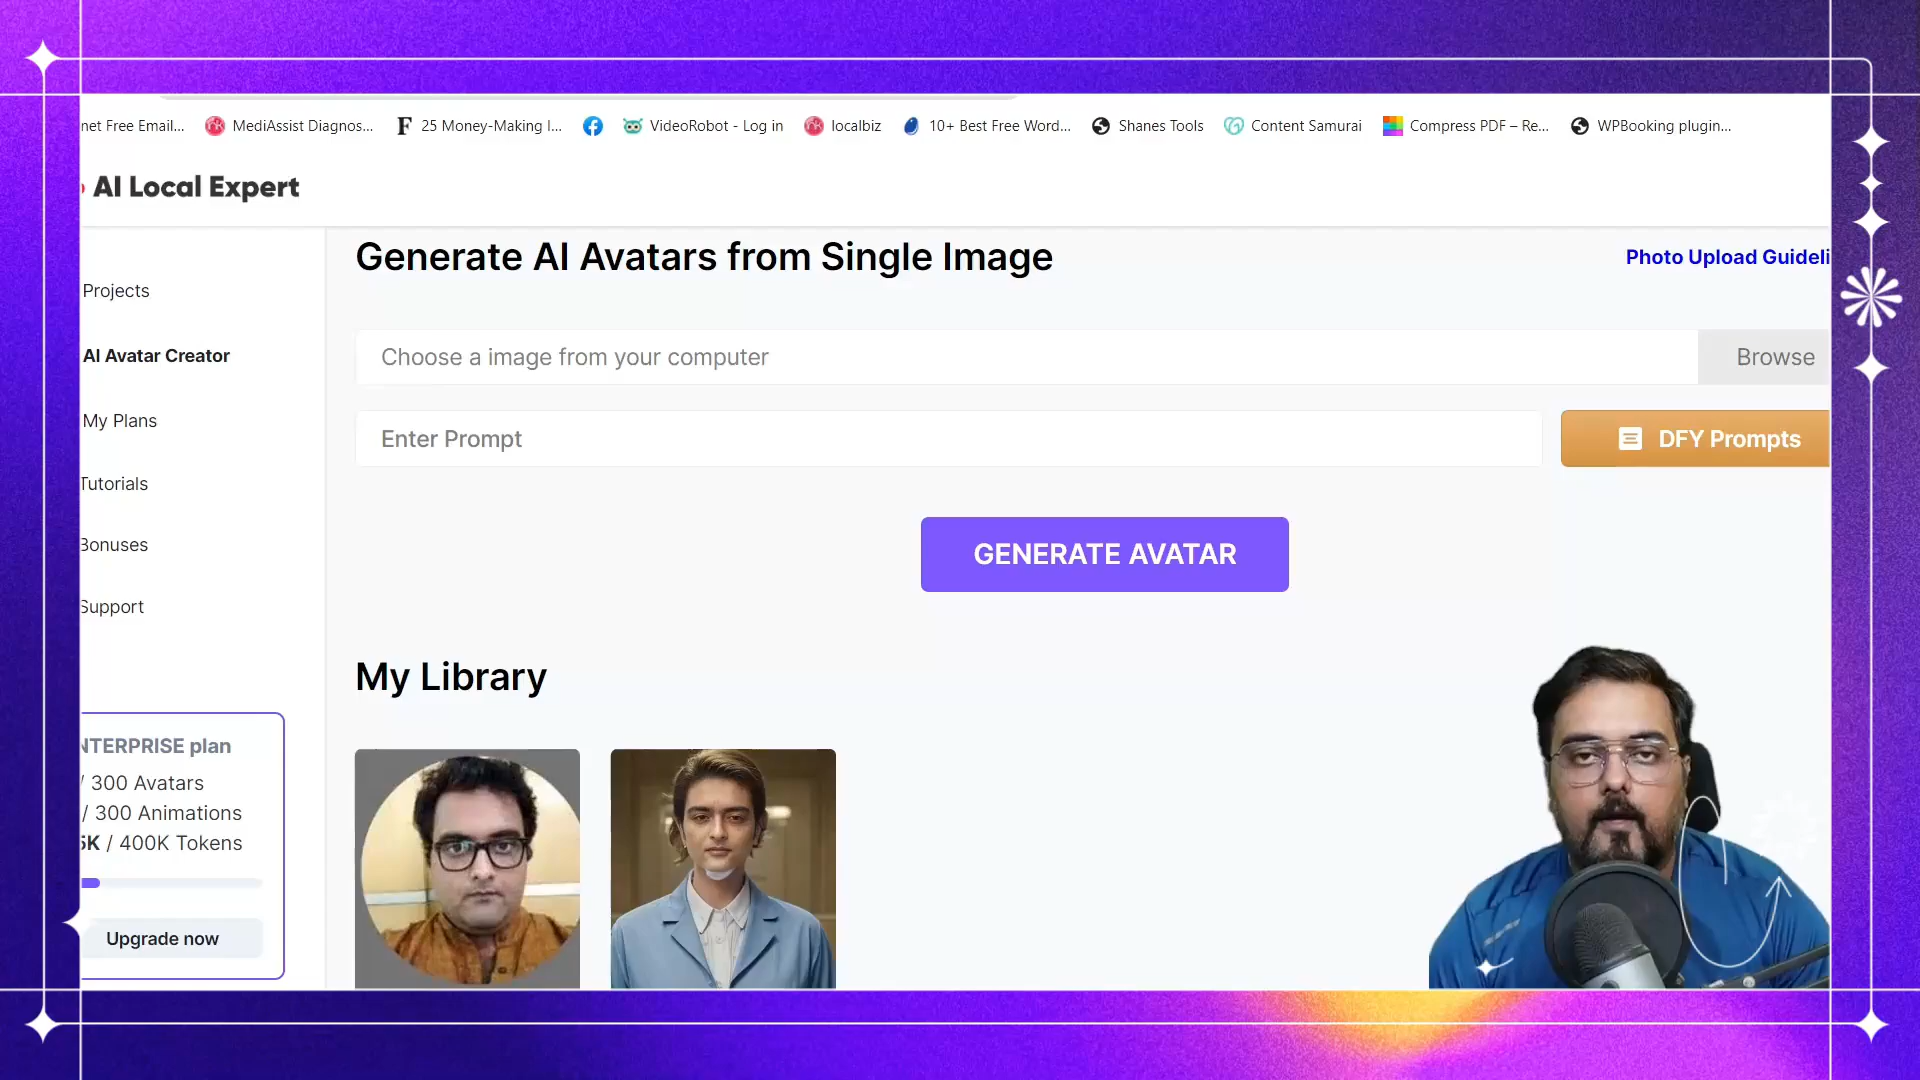 net Free Email...
MediAssist Diagnos...
25 Money-Making I...
VideoRobot - Log in
localbiz
10+ Best Free Word...
Shanes Tools
Content Samurai
Compress PDF – Re...
WPBooking plugin...
AI Local Expert
Generate AI Avatars from Single Image
Photo Upload Guideli
Projects
Choose a image from your computer
Browse
AI Avatar Creator
My Plans
Enter Prompt
DFY Prompts
Tutorials
Bonuses
GENERATE AVATAR
Support
My Library
NTERPRISE plan
/ 300 Avatars
/ 300 Animations
5K / 400K Tokens
Upgrade now